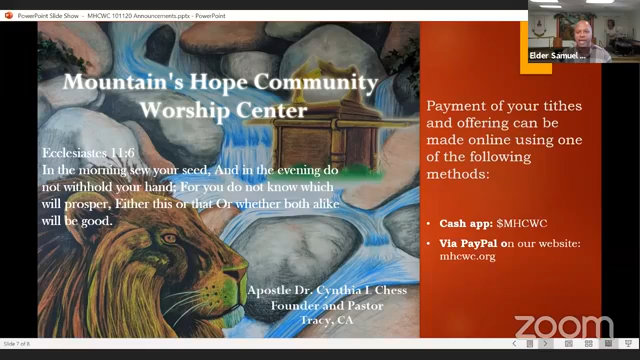 PowerPoint Slide Show - MHCWC 101120 Announcements.pptx - PowerPoint
Elder Samuel ...
Mountain's Hope Community
Worship Center
Ecclesiastes 11:6
In the morning sew your seed, And in the evening do
not withhold your hand; For you do not know which
will prosper, Either this or that Or whether both alike
will be good.
Apostle Dr. Cynthia L Chess
Founder and Pastor
Tracy, CA
Payment of your tithes
and offering can be
made online using one
of the following
methods:
• Cash app: $MHCWC
• Via PayPal on our website:
mhcwc.org
Slide 7 of 8
zoom